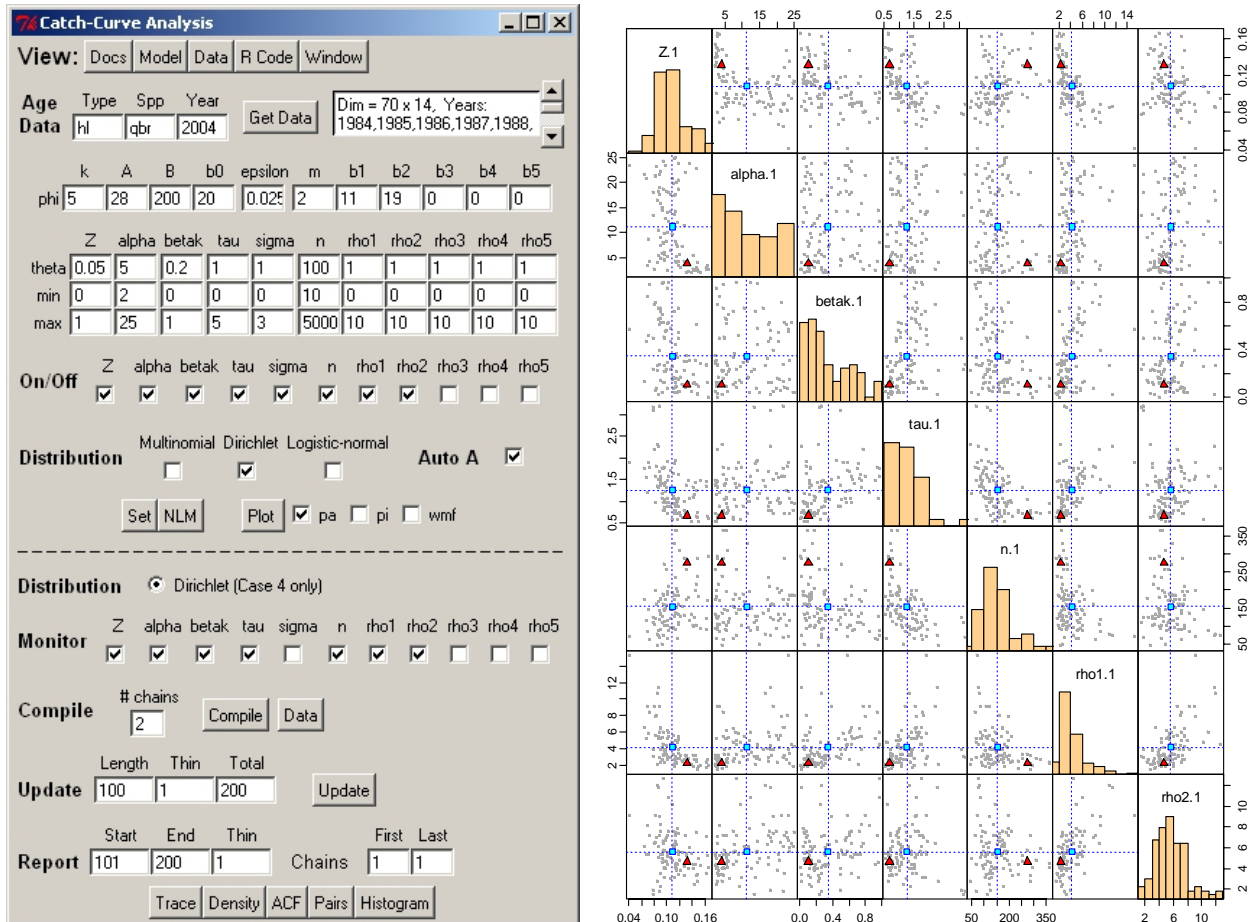 Catch-Curve Analysis
View: Docs Model Data R Code Window
Type Spp Year
Age Data hl qbr 2004 Get Data
Dim = 70 x 14, Years:
1984,1985,1986,1987,1988,
k A B b0 epsilon m b1 b2 b3 b4 b5
phi 5 28 200 20 0.025 2 11 19 0 0 0
Z alpha betak tau sigma n rho1 rho2 rho3 rho4 rho5
theta 0.05 5 0.2 1 1 100 1 1 1 1 1
min 0 2 0 0 0 10 0 0 0 0 0
max 1 25 1 5 3 5000 10 10 10 10 10
Z alpha betak tau sigma n rho1 rho2 rho3 rho4 rho5
On/Off
Multinomial Dirichlet Logistic-normal
Distribution Auto A
Set NLM Plot pa pi wmf
Distribution Dirichlet (Case 4 only)
Z alpha betak tau sigma n rho1 rho2 rho3 rho4 rho5
Monitor
# chains
Compile 2 Compile Data
Length Thin Total
Update 100 1 200 Update
Start End Thin First Last
Report 101 200 1 Chains 1 1
Trace Density ACF Pairs Histogram
5 15 25 0.5 1.5 2.5 2 6 10 14
Z.1
0.04 0.08 0.12 0.16
alpha.1
5 10 15 20 25
betak.1
0.0 0.4 0.8
tau.1
0.5 1.5 2.5
n.1
50 150 250 350
rho1.1
2 4 6 8 12
rho2.1
2 4 6 8 10
0.04 0.10 0.16 0.0 0.4 0.8 50 200 350 2 6 10